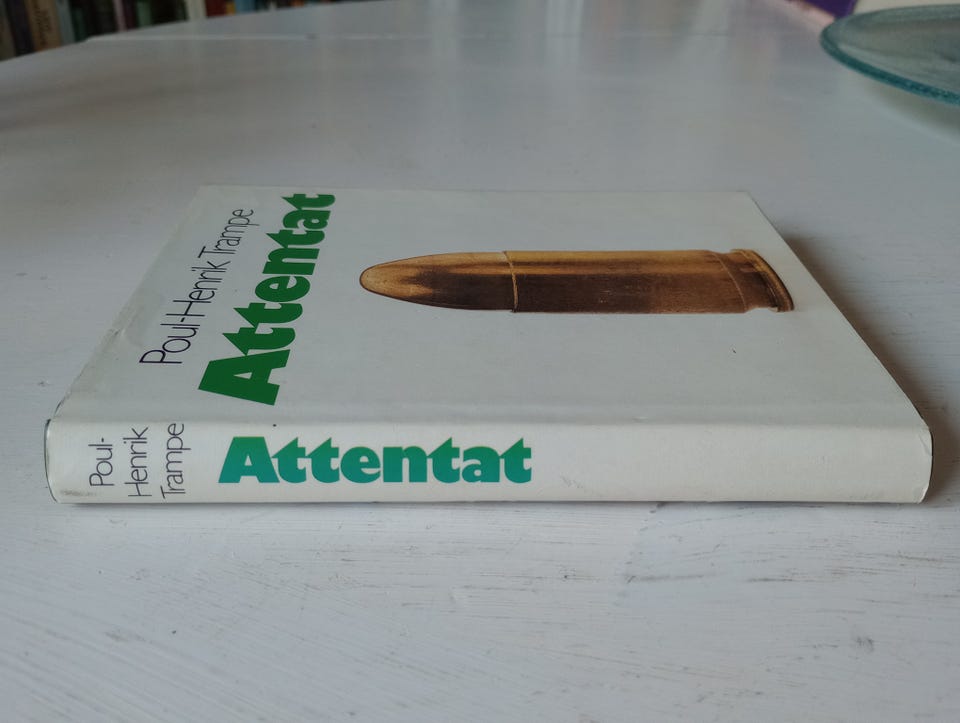 Poul-Henrik Trampe
Attentat
Poul-
Henrik
Trampe
Attentat